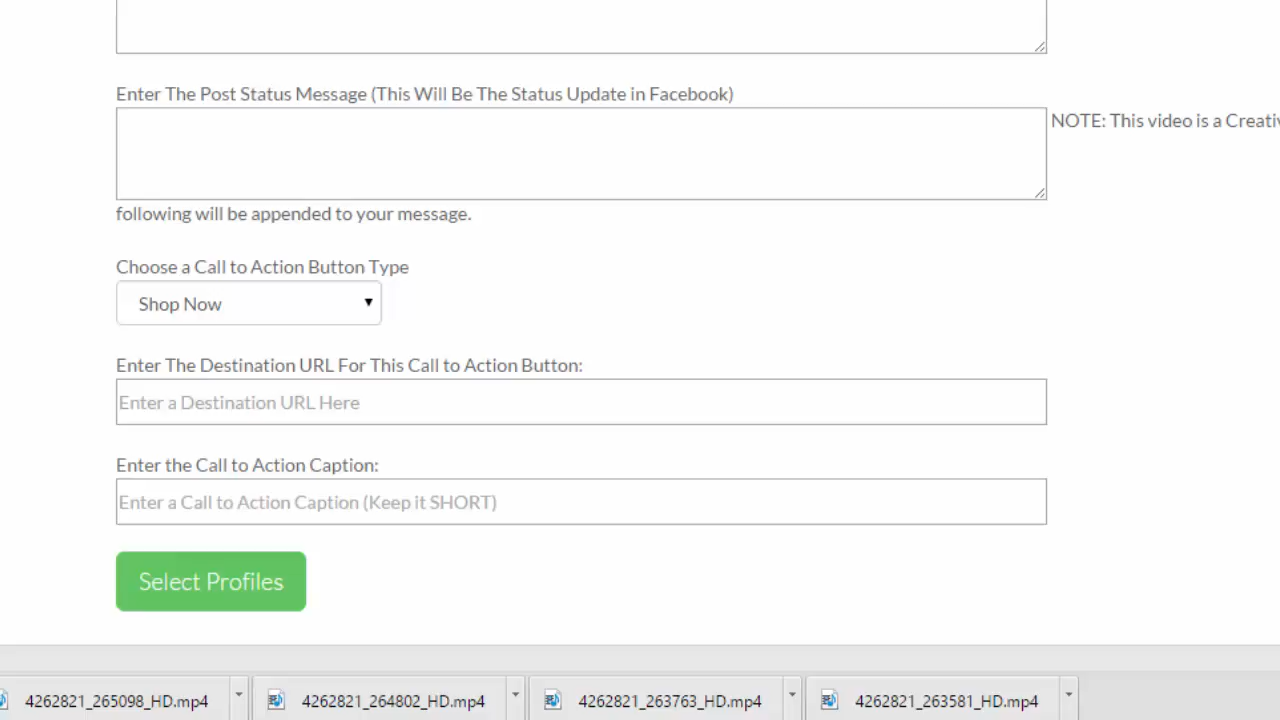 Enter The Post Status Message (This Will Be The Status Update in Facebook)
NOTE: This video is a
following will be appended to your message.
Choose a Call to Action Button Type
Shop Now
Enter The Destination URL For This Call to Action Button:
Enter a Destination URL Here
Enter the Call to Action Caption:
Enter a Call to Action Caption (Keep it SHORT)
Select Profiles
4262821_265098_HD.mp4
4262821_264802_HD.mp4
4262821_263763_HD.mp4
4262821_263581_HD.mp4